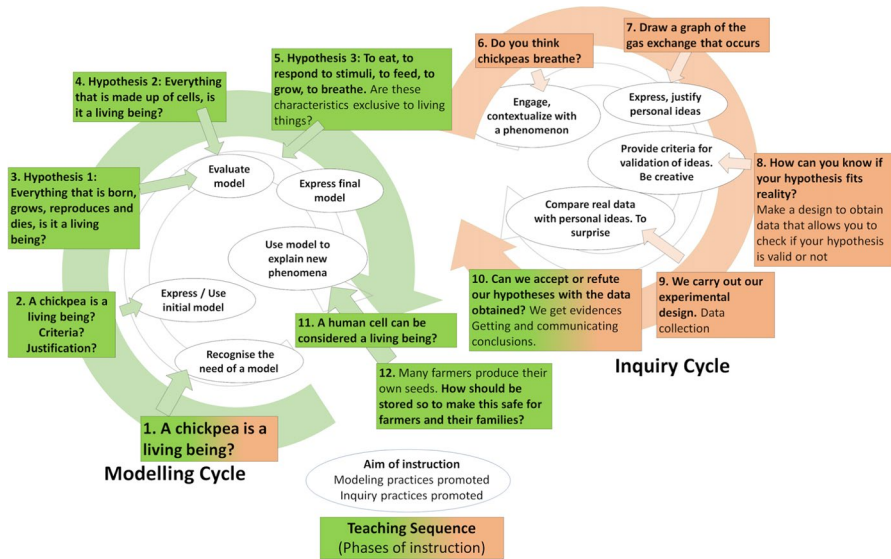 7. Draw a graph of the
gas exchange that occurs
6. Do you think
chickpeas breathe?
5. Hypothesis 3: To eat, to
respond to stimuli, to feed, to
grow, to breathe. Are these
characteristics exclusive to living
things?
4. Hypothesis 2: Everything
that is made up of cells, is
it a living being?
Engage,
contextualize with
a phenomenon
Express, justify
personal ideas
Provide criteria for
validation of ideas.
Be creative
8. How can you know if
your hypothesis fits
reality?
Make a design to obtain
data that allows you to
check if your hypothesis
is valid or not
3. Hypothesis 1:
Everything that is born,
grows, reproduces and
dies, is it a living
being?
Evaluate
model
Express final
model
Compare real data
with personal ideas. To
surprise
Use model to
explain new
phenomena
10. Can we accept or refute
our hypotheses with the data
obtained? We get evidences
Getting and communicating
conclusions.
9. We carry out our
experimental
design. Data
collection
2. A chickpea is a
living being?
Criteria?
Justification?
Express / Use
initial model
11. A human cell can be
considered a living being?
Recognise the
need of a model
12. Many farmers produce their
own seeds. How should be
stored so to make this safe for
farmers and their families?
Inquiry Cycle
1. A chickpea is a
living being?
Modelling Cycle
Aim of instruction
Modeling practices promoted
Inquiry practices promoted
Teaching Sequence
(Phases of instruction)